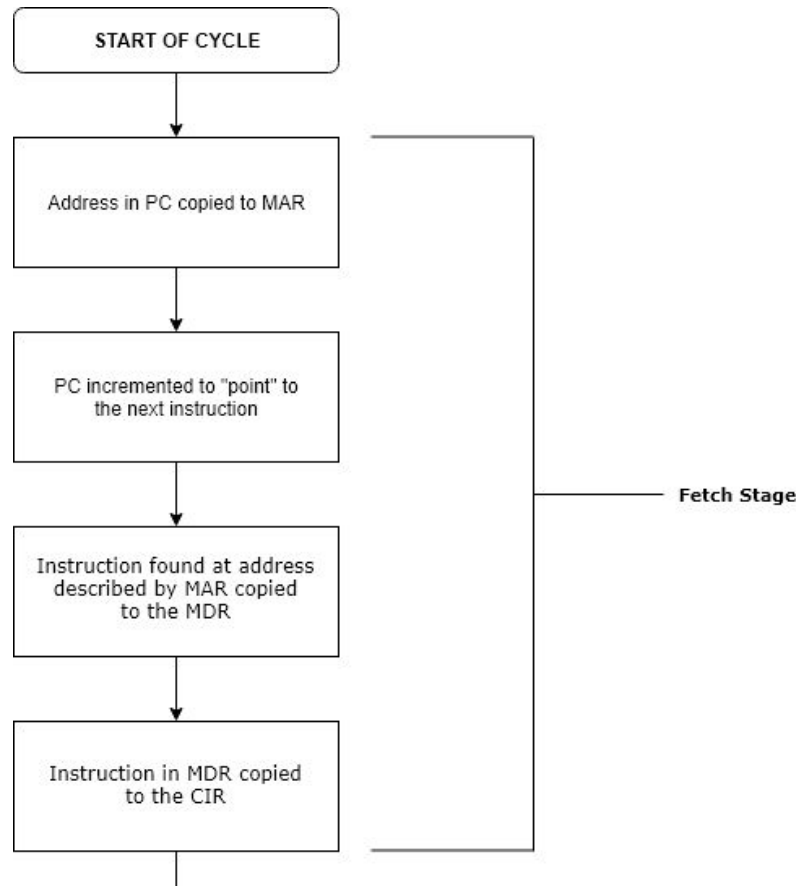 START OF CYCLE
Address in PC copied to MAR
PC incremented to "point" to
the next instruction
Fetch Stage
Instruction found at address
described by MAR copied
to the MDR
Instruction in MDR copied
to the CIR